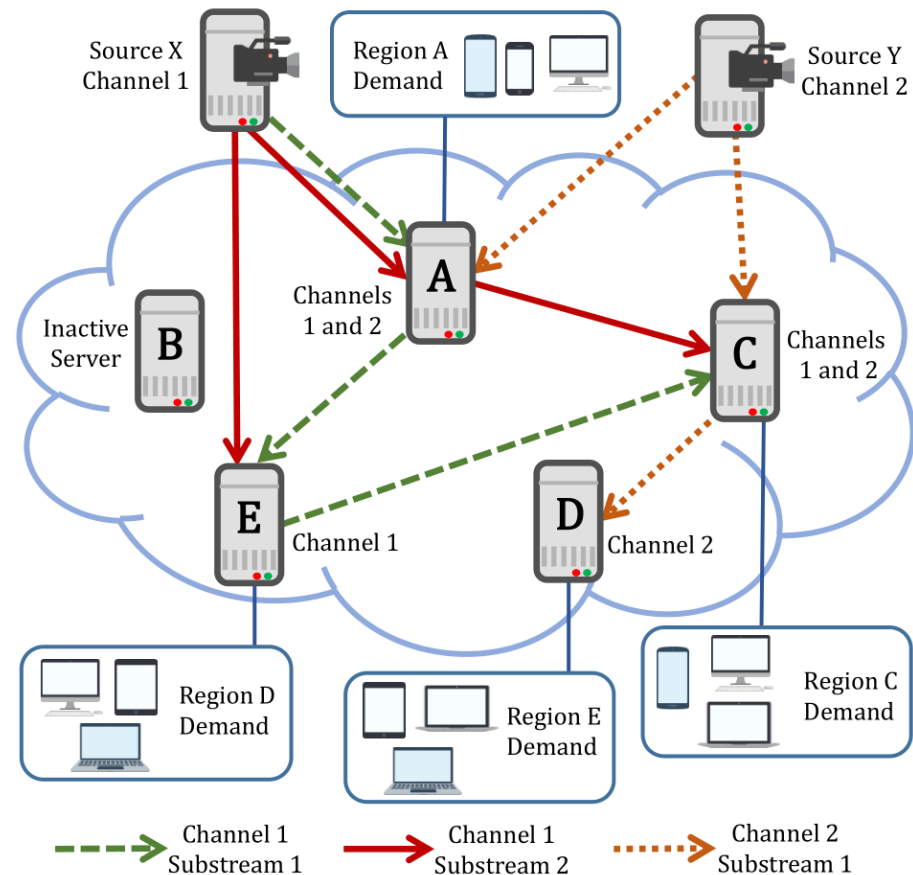 Source X
Channel 1
Region A
Demand
Source Y
Channel 2
A
Channels
1 and 2
Inactive
Server
B
C
Channels
1 and 2
E
Channel 1
D
Channel 2
Region D
Demand
Region E
Demand
Region C
Demand
Channel 1
Substream 1
Channel 1
Substream 2
Channel 2
Substream 1